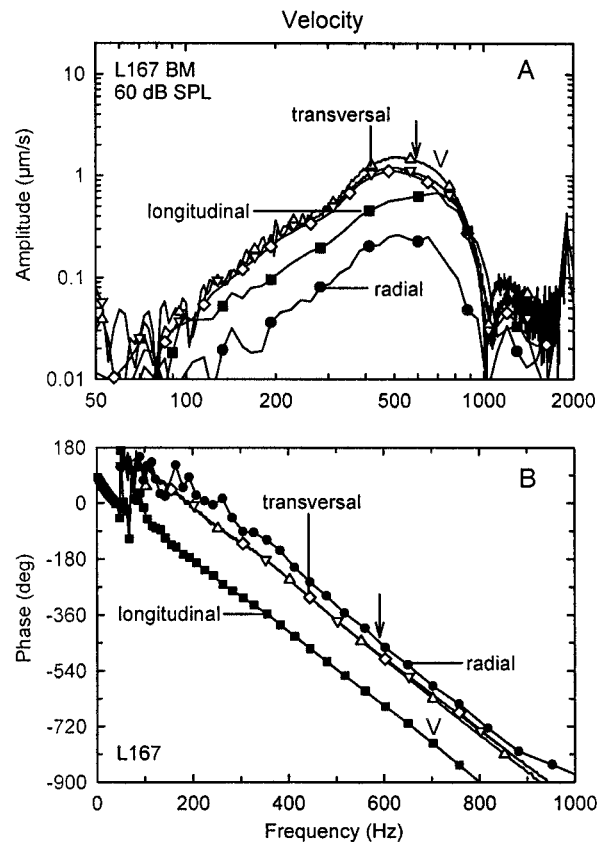 Velocity
L167 BM
60 dB SPL
A
transversal
V
longitudinal
radial
Amplitude (μm/s)
10
1
0.1
0.01
50
100
200
500
1000
2000
B
transversal
longitudinal
radial
V
L167
Phase (deg)
180
0
-180
-360
-540
-720
-900
0
200
400
600
800
1000
Frequency (Hz)